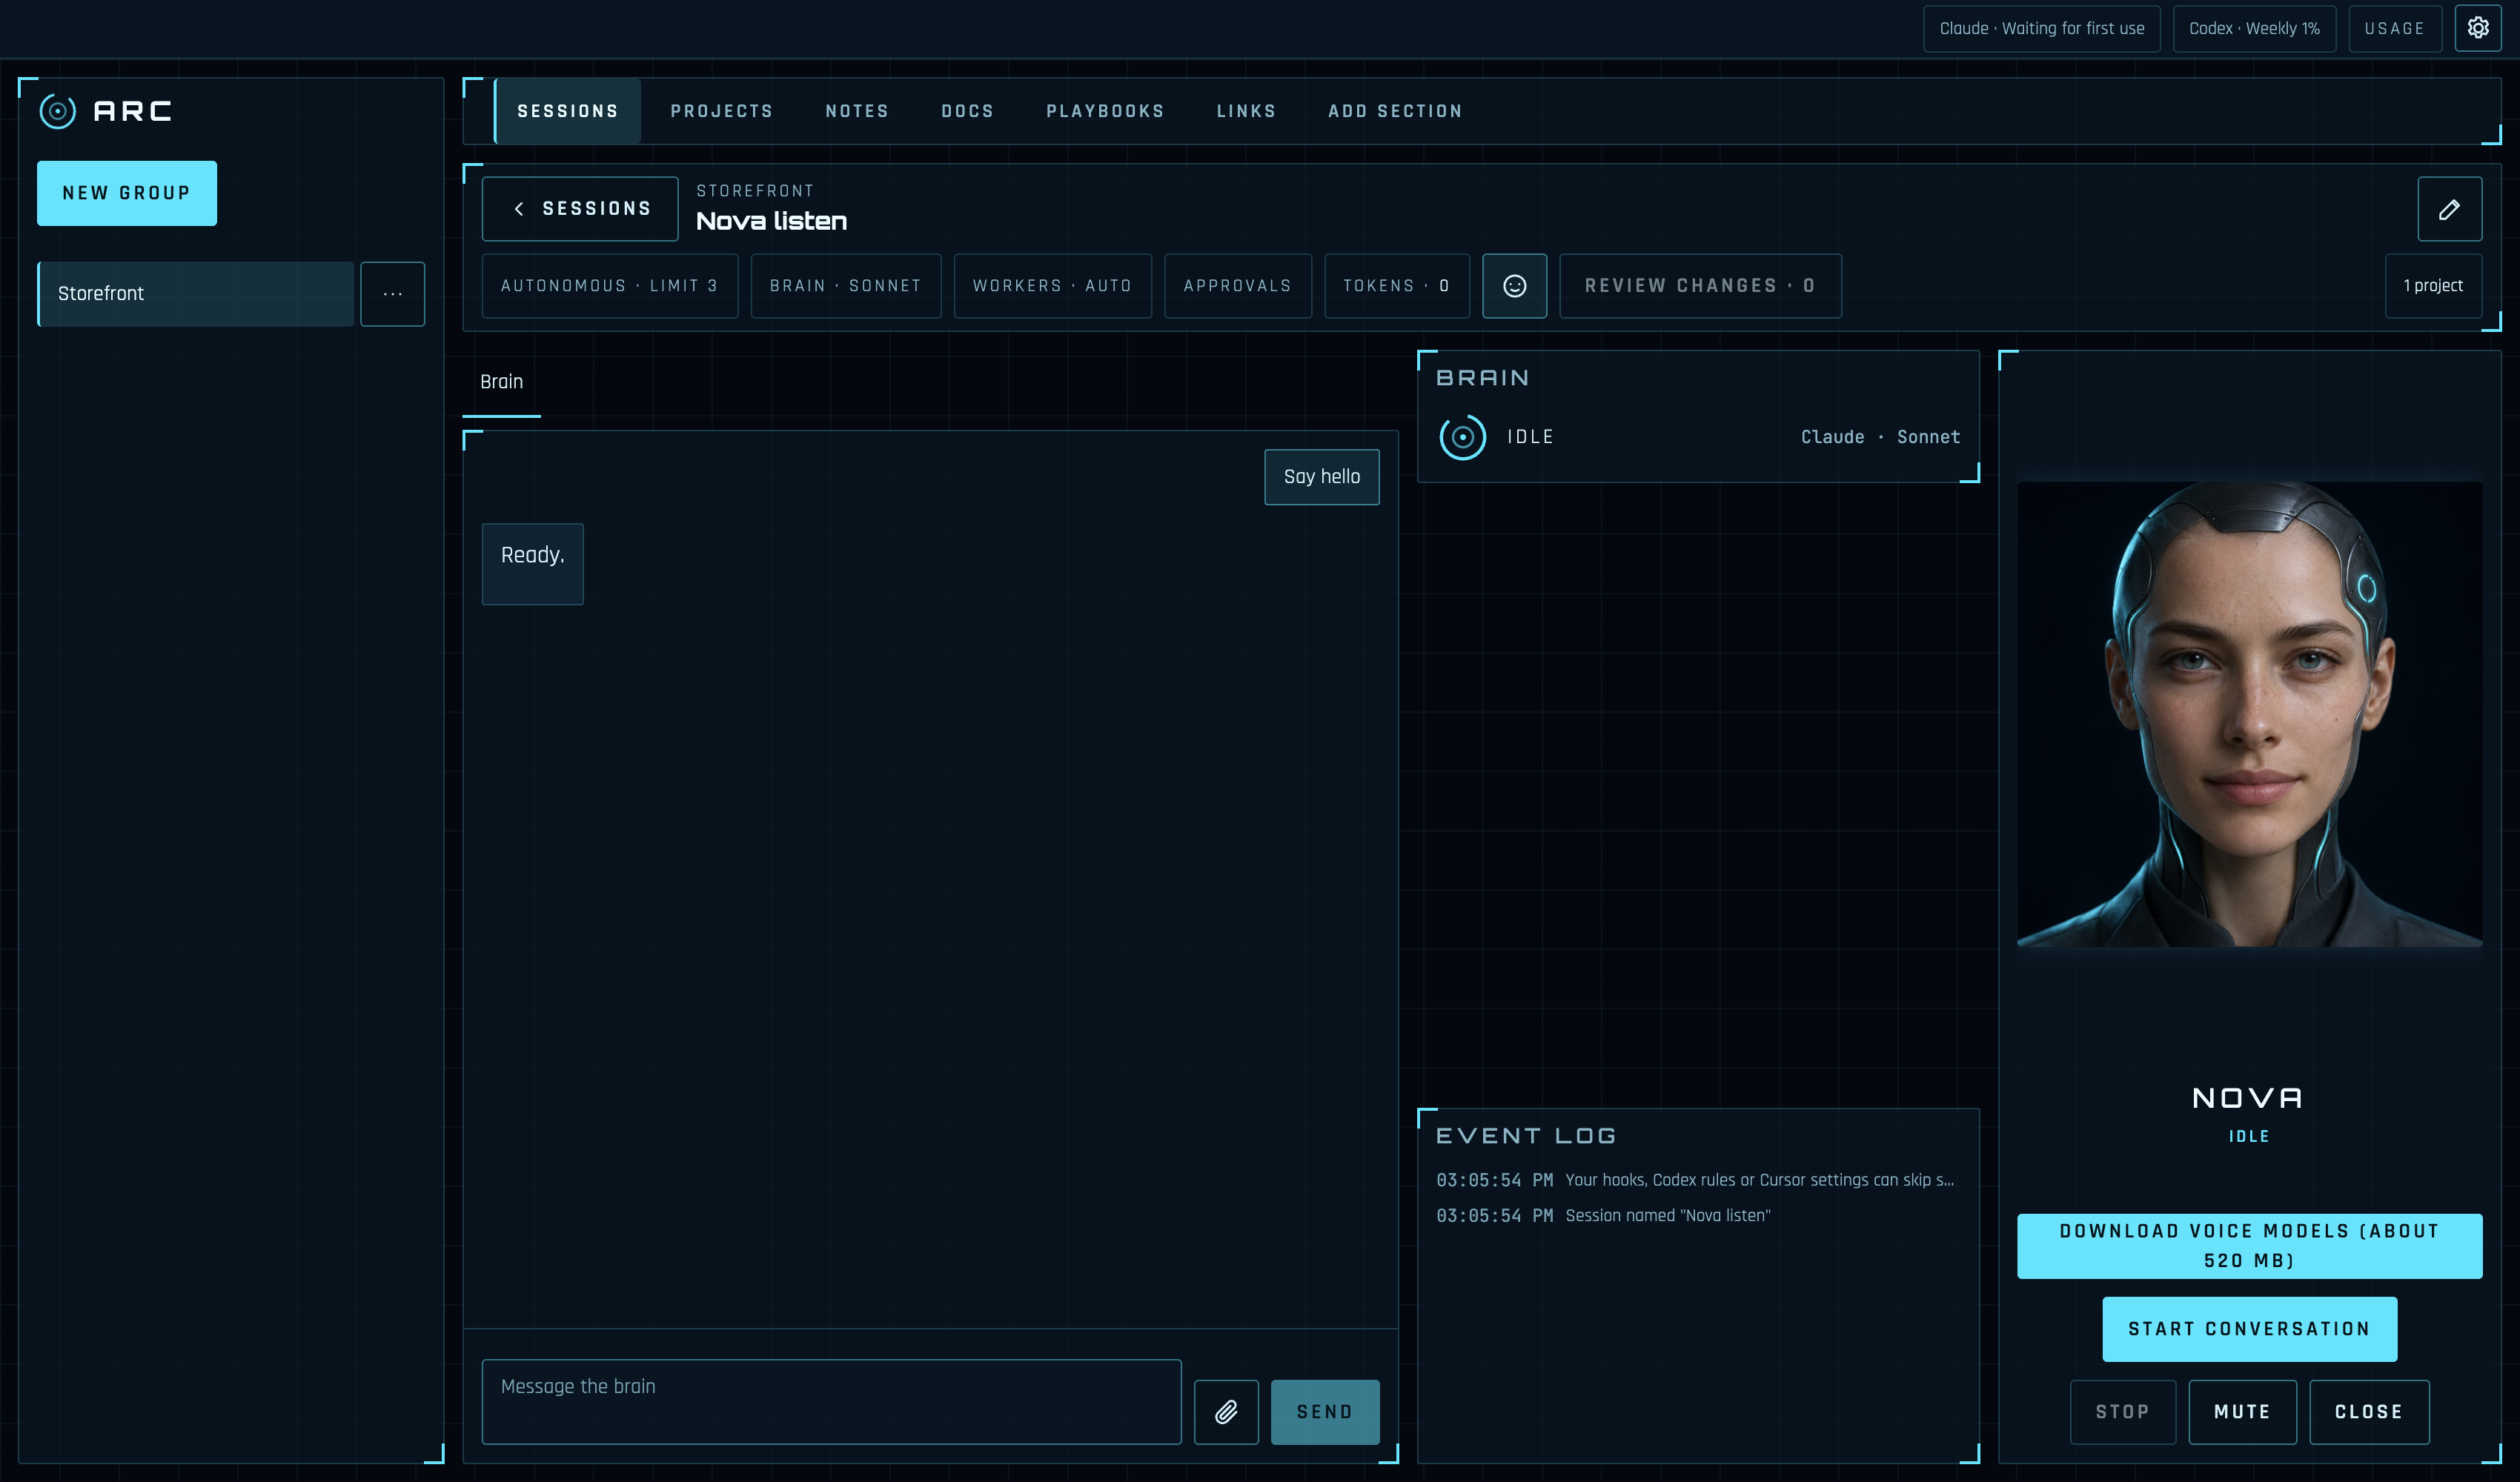 Claude · Waiting for first use
Codex · Weekly 1%
USAGE
ARC
NEW GROUP
Storefront
...
SESSIONS
PROJECTS
NOTES
DOCS
PLAYBOOKS
LINKS
ADD SECTION
SESSIONS
STOREFRONT
Nova listen
AUTONOMOUS · LIMIT 3
BRAIN · SONNET
WORKERS · AUTO
APPROVALS
TOKENS · 0
REVIEW CHANGES · 0
1 project
Brain
Say hello
Ready.
Message the brain
SEND
BRAIN
IDLE
Claude · Sonnet
EVENT LOG
03:05:54 PM Your hooks, Codex rules or Cursor settings can skip s...
03:05:54 PM Session named "Nova listen"
NOVA
IDLE
DOWNLOAD VOICE MODELS (ABOUT
520 MB)
START CONVERSATION
STOP
MUTE
CLOSE